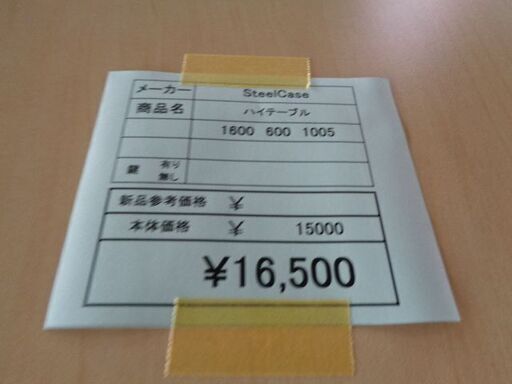 メーカー SteelCase
商品名 ハイテーブル
1800 600 1005
鍵 有り 無し
新品参考価格 ¥
本体価格 ¥ 15000
¥16,500